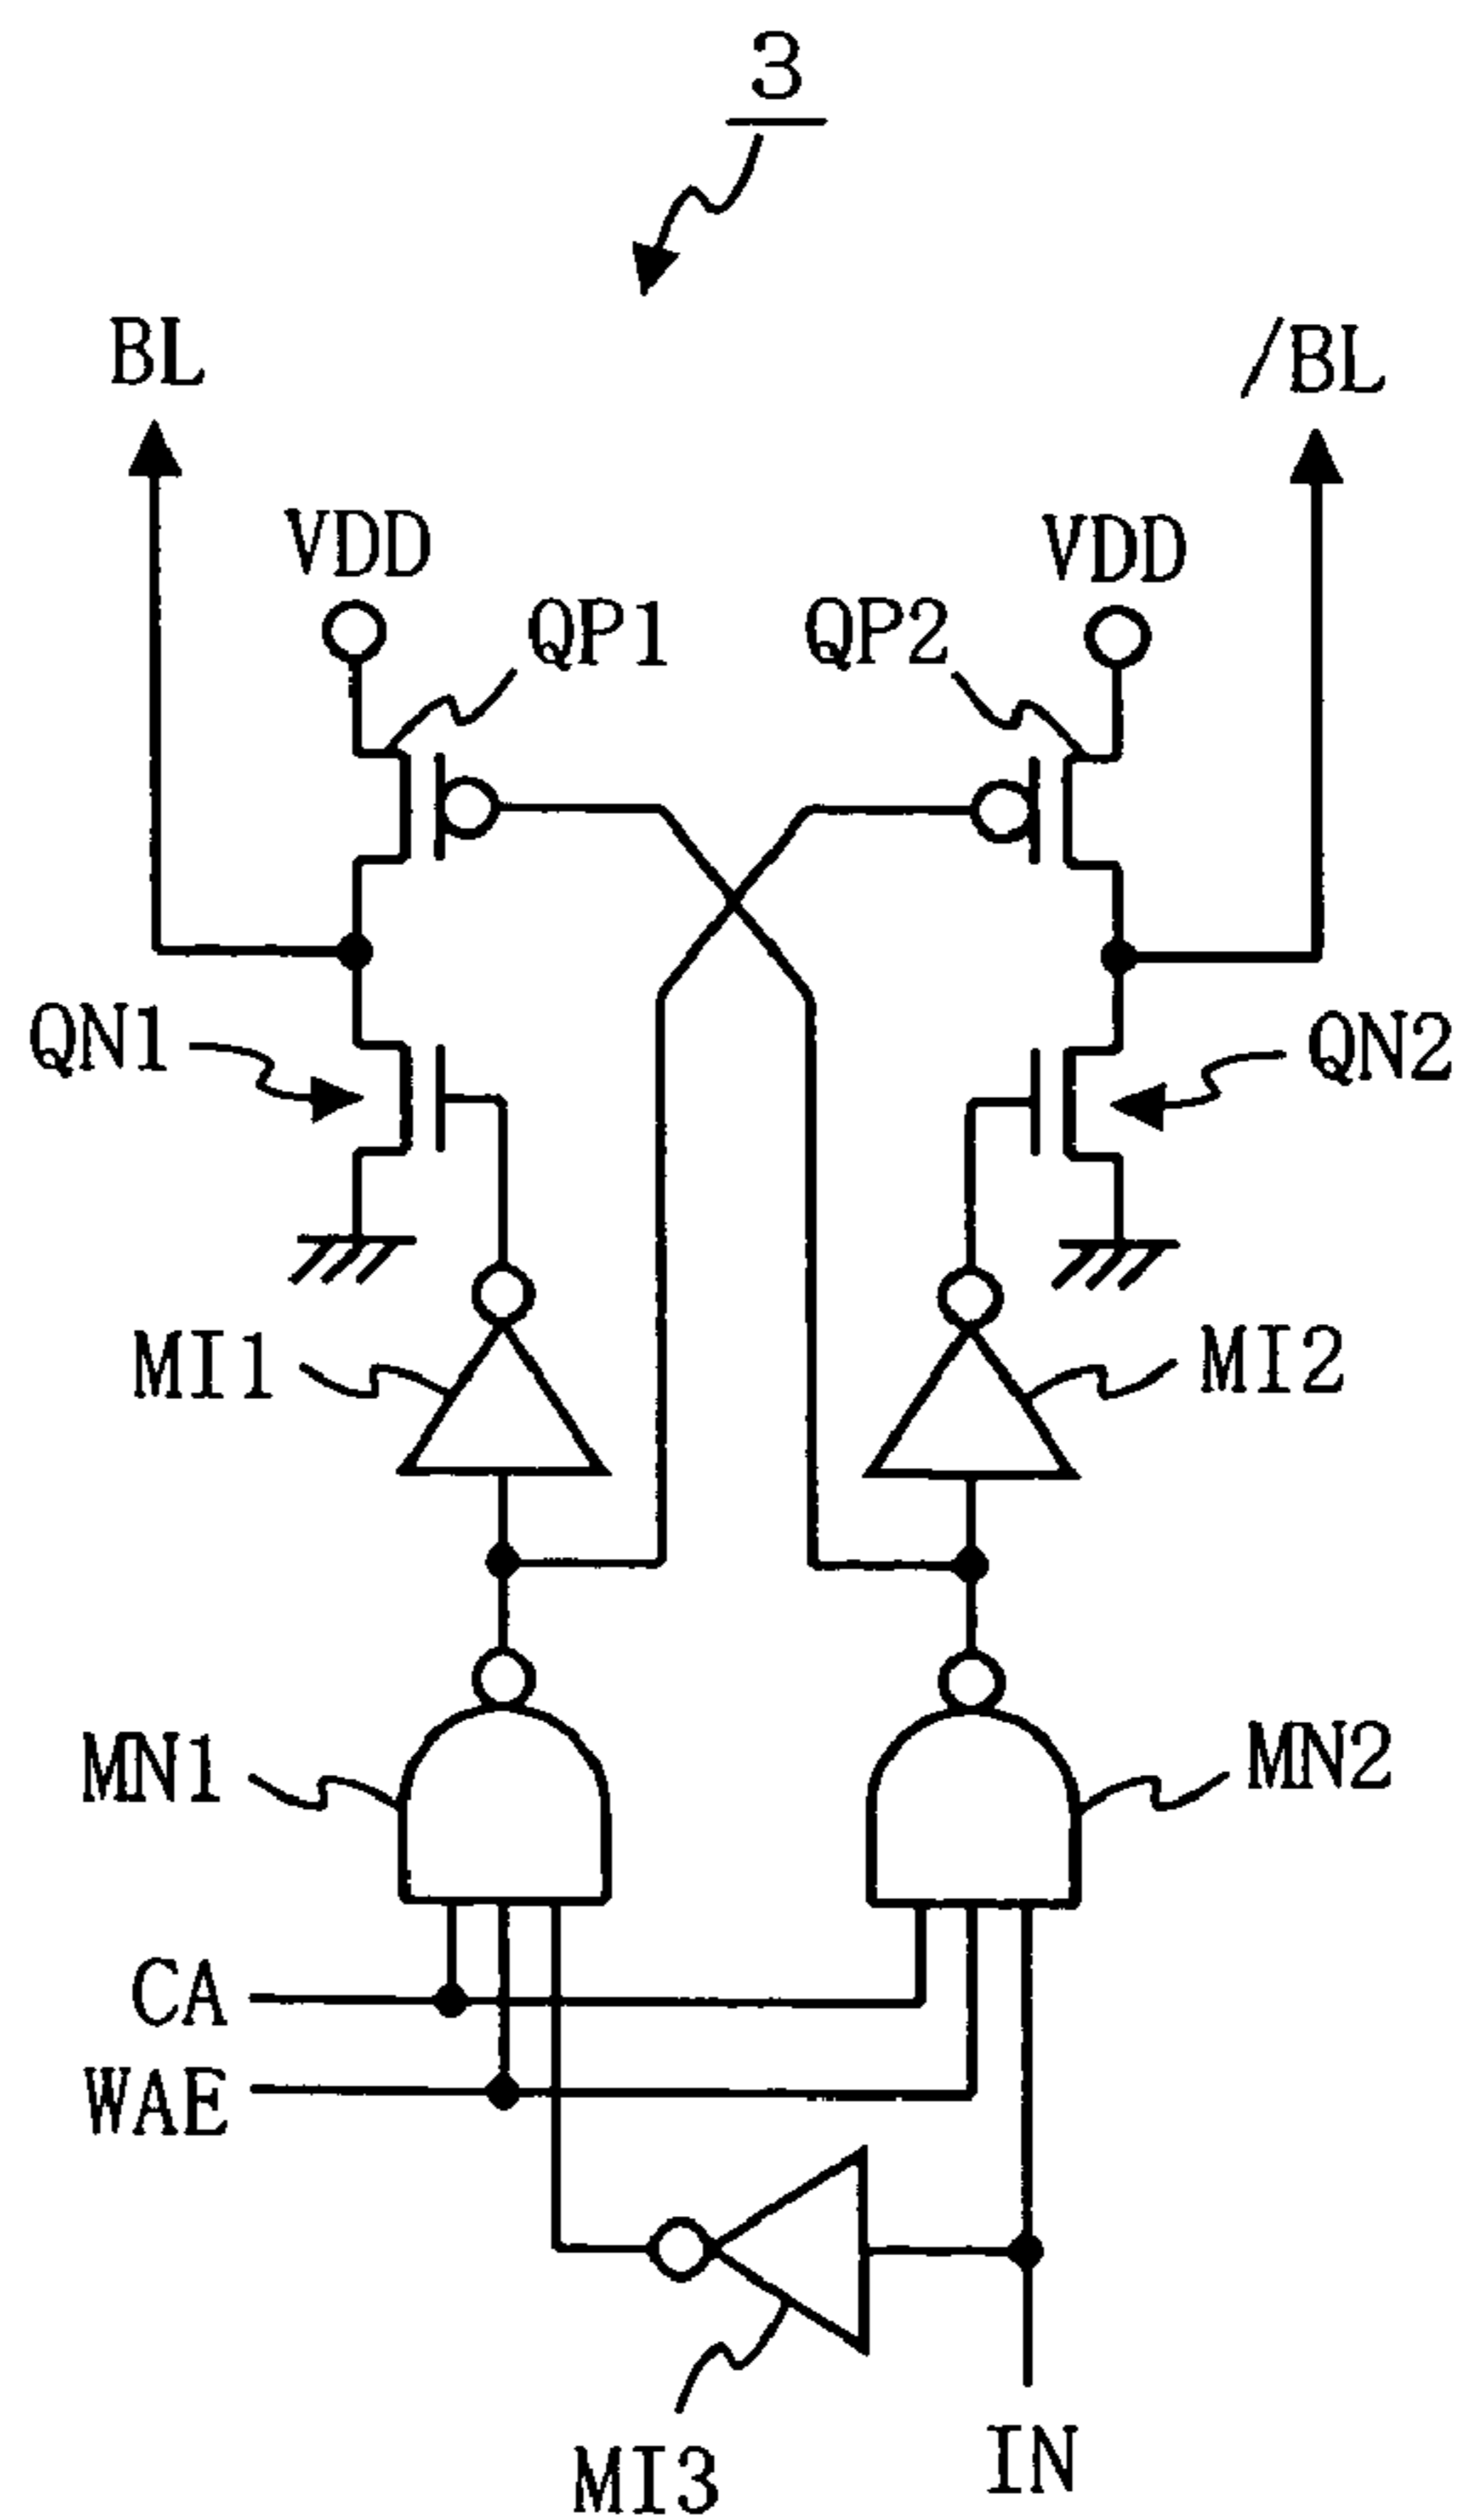 3
BL
/BL
VDD
VDD
QP1
QP2
QN1
QN2
MI1
MI2
MN1
MN2
CA
WAE
MI3
IN